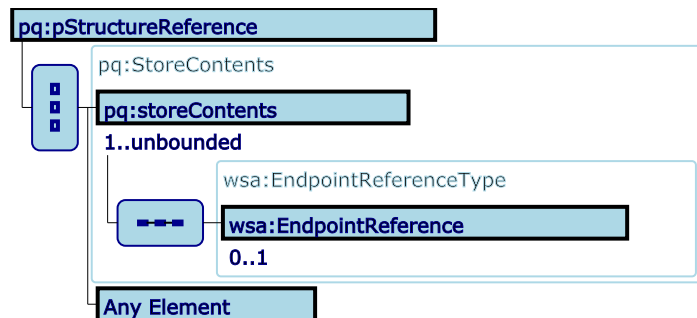 pq:pStructureReference
pq:StoreContents
pq:storeContents
1..unbounded
wsa:EndpointReferenceType
wsa:EndpointReference
0..1
Any Element